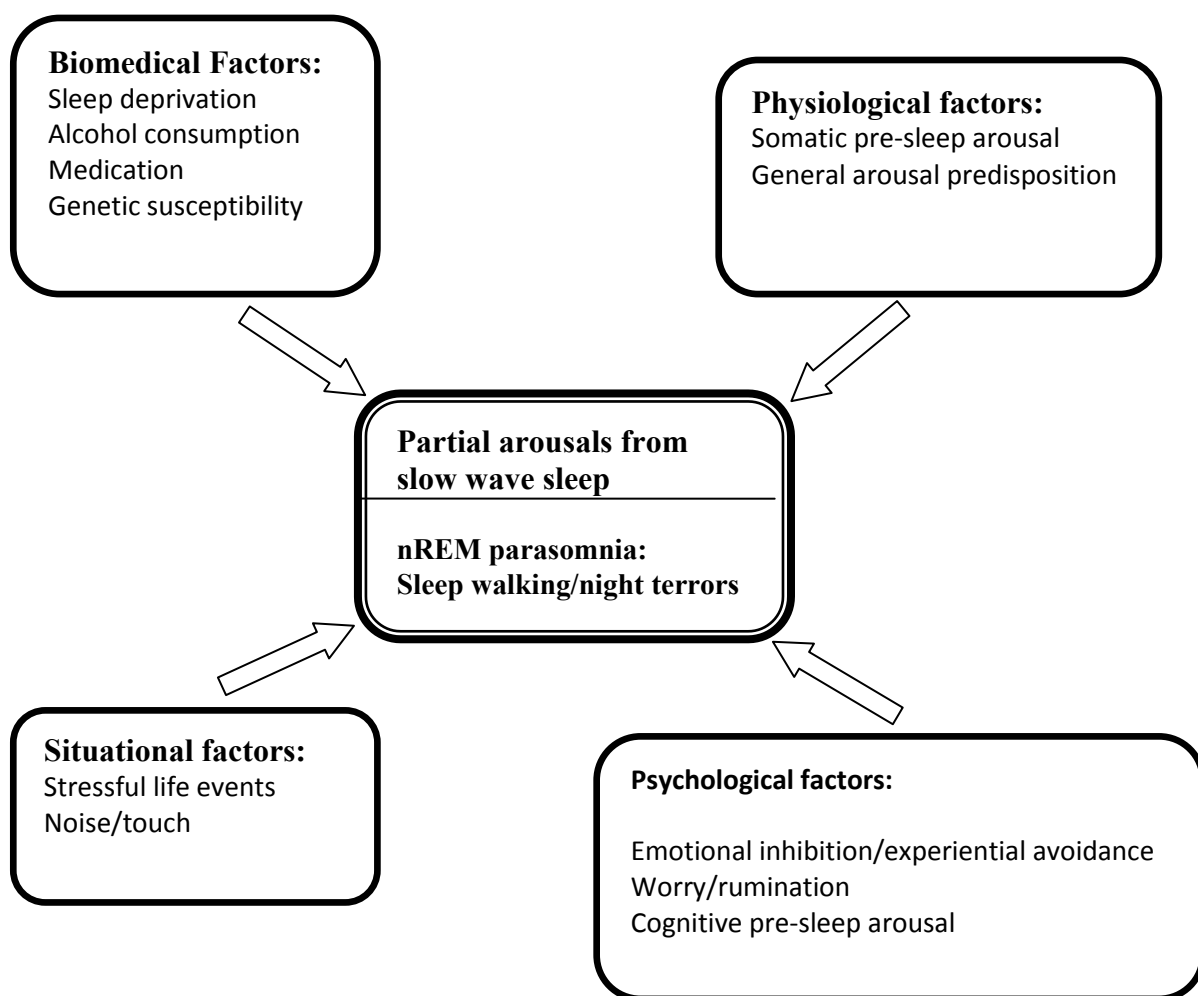 Biomedical Factors:
Sleep deprivation
Alcohol consumption
Medication
Genetic susceptibility
Physiological factors:
Somatic pre-sleep arousal
General arousal predisposition
Partial arousals from
slow wave sleep
nREM parasomnia:
Sleep walking/night terrors
Situational factors:
Stressful life events
Noise/touch
Psychological factors:
Emotional inhibition/experiential avoidance
Worry/rumination
Cognitive pre-sleep arousal